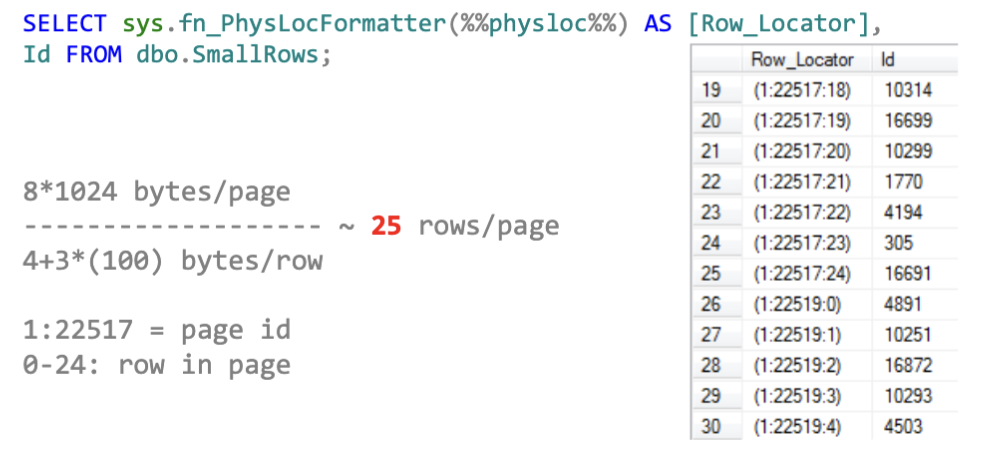 SELECT sys.fn_PhysLocFormatter(%%physloc%%) AS [Row_Locator],
Id FROM dbo.SmallRows;
Row_Locator Id
19 (1:22517:18) 10314
20 (1:22517:19) 16699
21 (1:22517:20) 10299
22 (1:22517:21) 1770
23 (1:22517:22) 4194
24 (1:22517:23) 305
25 (1:22517:24) 16691
26 (1:22519:0) 4891
27 (1:22519:1) 10251
28 (1:22519:2) 16872
29 (1:22519:3) 10293
30 (1:22519:4) 4503
8*1024 bytes/page
------------------- ~ 25 rows/page
4+3*(100) bytes/row
1:22517 = page id
0-24: row in page